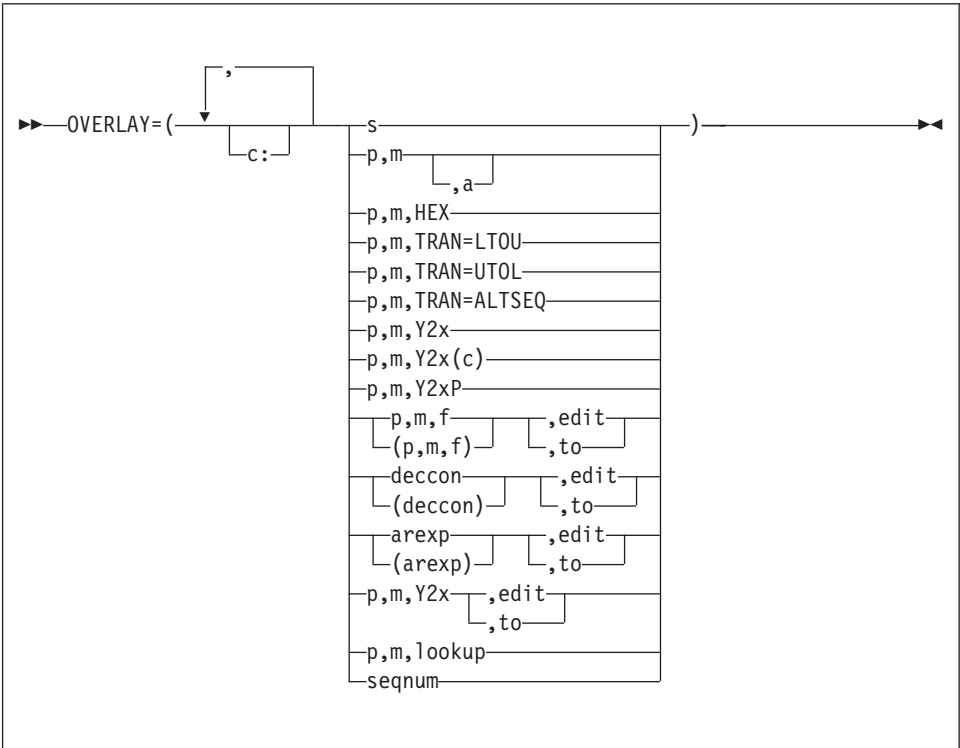 ,
OVERLAY=( s )
c:
p,m
,a
p,m,HEX
p,m,TRAN=LTOU
p,m,TRAN=UTOL
p,m,TRAN=ALTSEQ
p,m,Y2x
p,m,Y2x(c)
p,m,Y2xP
p,m,f ,edit
(p,m,f) ,to
deccon ,edit
(deccon) ,to
arexp ,edit
(arexp) ,to
p,m,Y2x ,edit
,to
p,m,lookup
seqnum